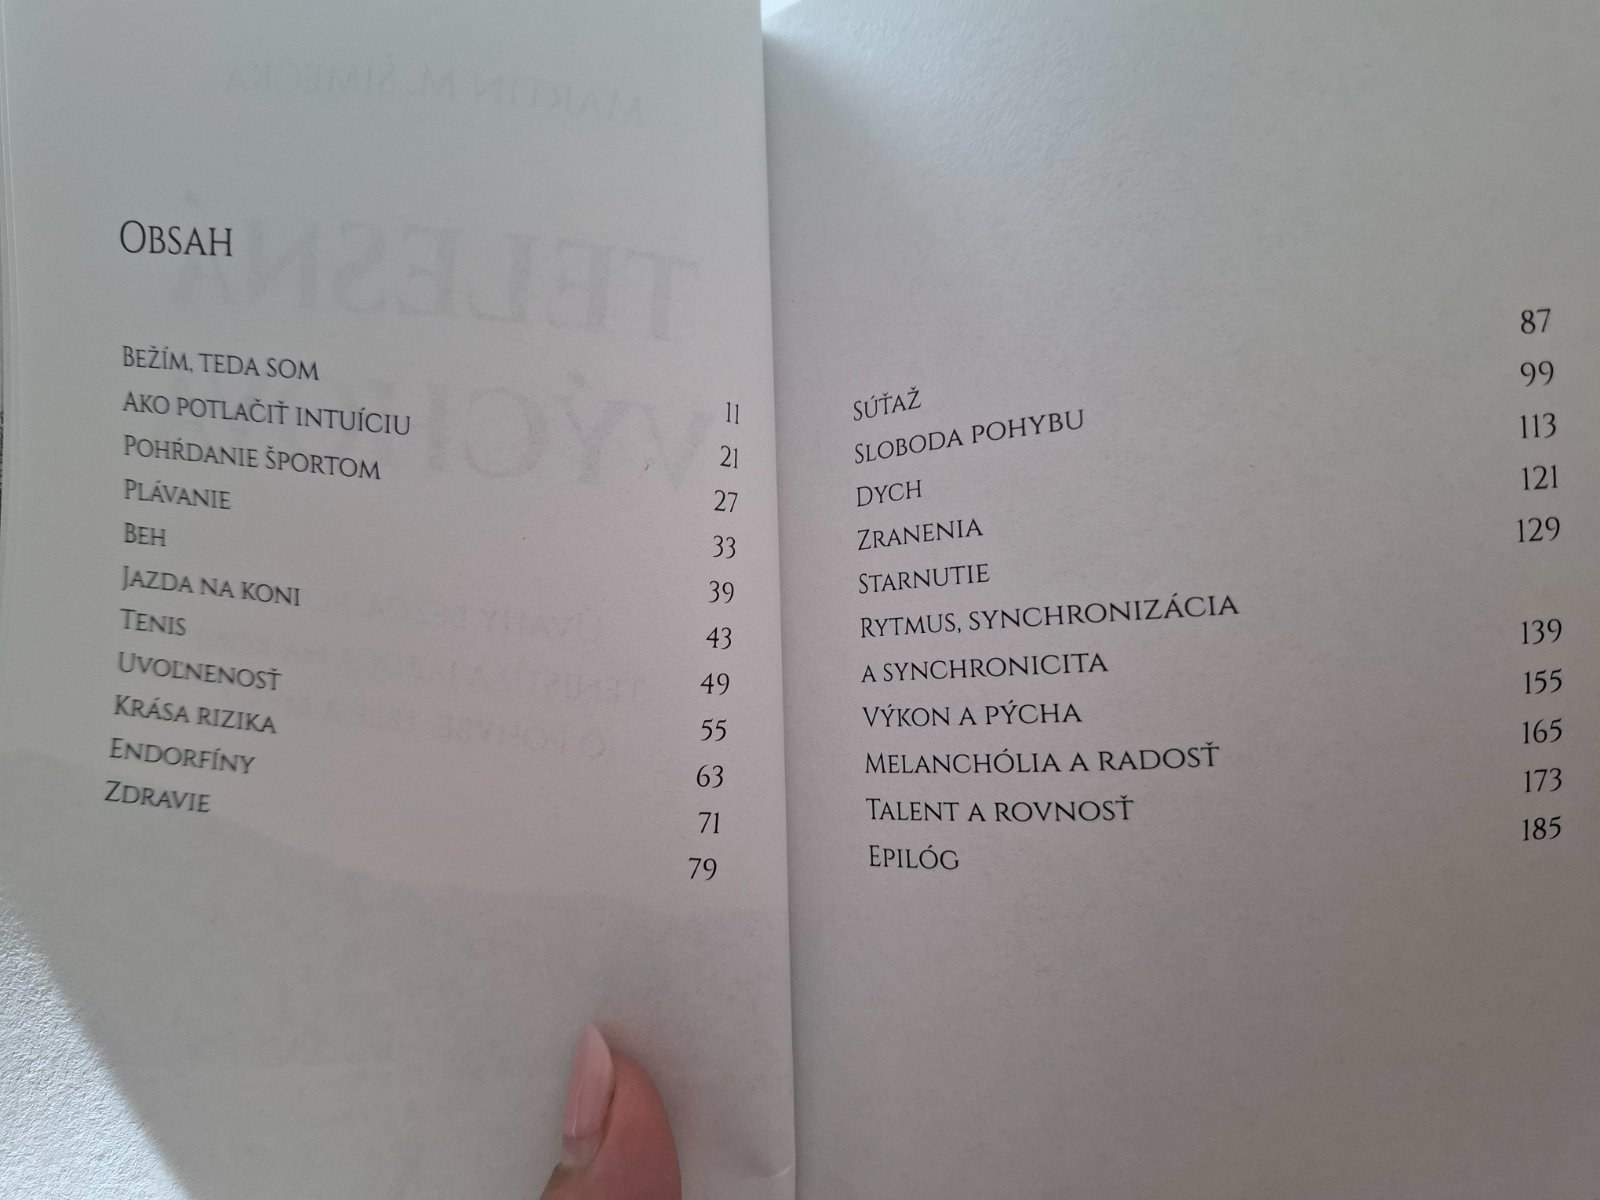 Obsah
Bežím, teda som 11
Ako potlačiť intuíciu 21
Pohŕdanie športom 27
Plávanie 33
Beh 39
Jazda na koni 43
Tenis 49
Uvoľnenosť 55
Krása rizika 63
Endorfíny 71
Zdravie 79
Súťaž 87
Sloboda pohybu 99
Dych 113
Zranenia 121
Starnutie 129
Rytmus, synchronizácia
a synchronicita 139
Výkon a pýcha 155
Melanchólia a radosť 165
Talent a rovnosť 173
Epilóg 185